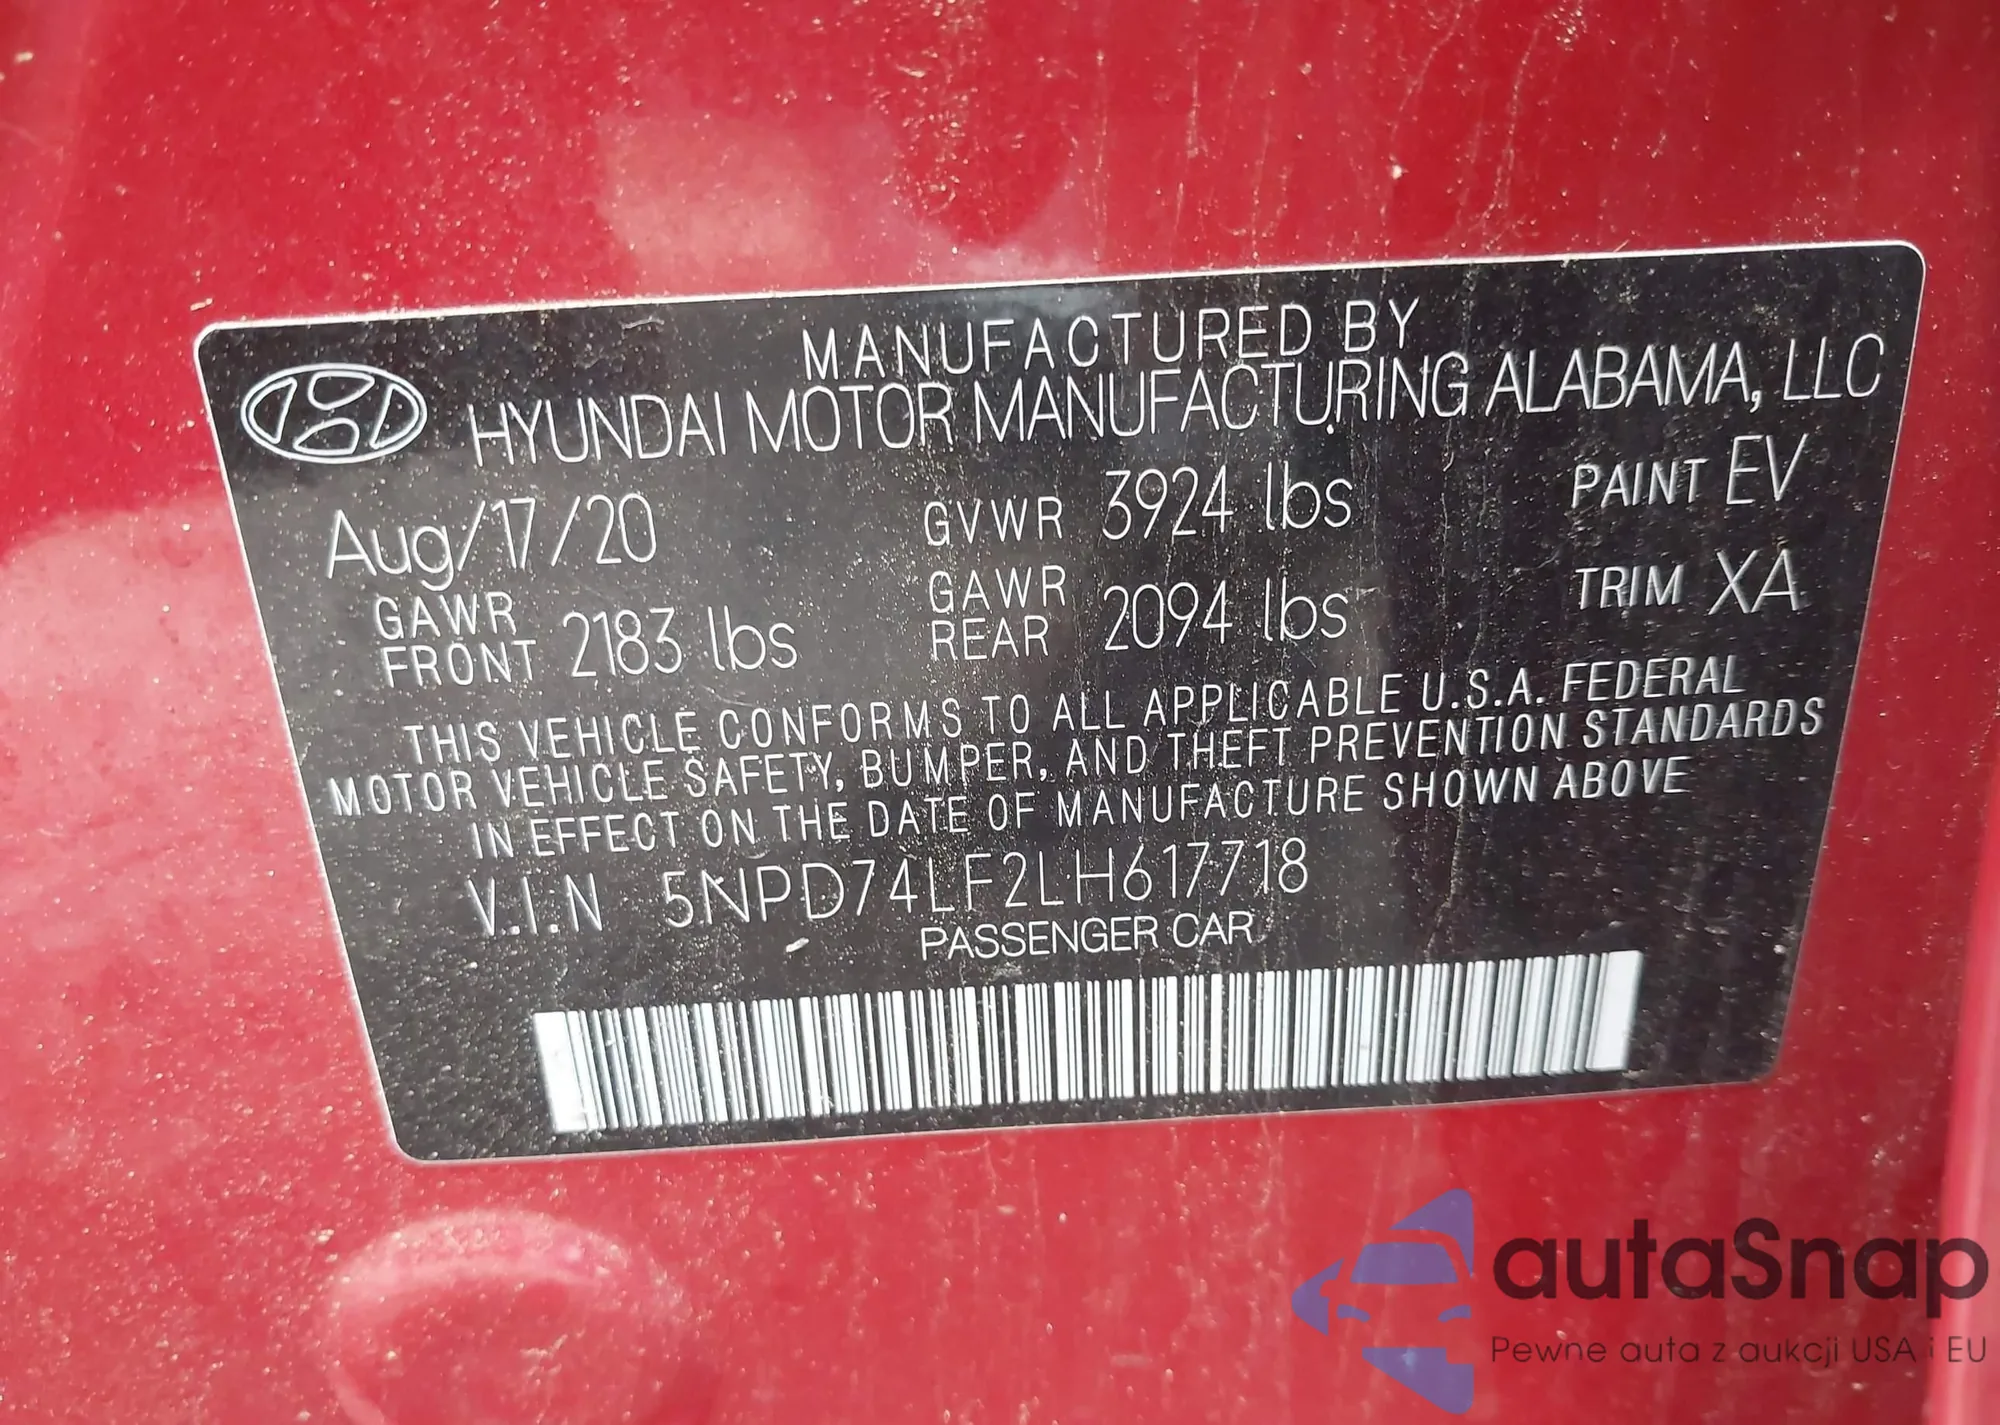 MANUFACTURED BY
HYUNDAI MOTOR MANUFACTURING ALABAMA, LLC
Aug/17/20 GVWR 3924 lbs PAINT EV
GAWR FRONT 2183 lbs GAWR REAR 2094 lbs TRIM XA
THIS VEHICLE CONFORMS TO ALL APPLICABLE U.S.A. FEDERAL
MOTOR VEHICLE SAFETY, BUMPER, AND THEFT PREVENTION STANDARDS
IN EFFECT ON THE DATE OF MANUFACTURE SHOWN ABOVE
V.I.N 5NPD74LF2LH617718
PASSENGER CAR
autaSnap
Pewne auta z aukcji USA i EU